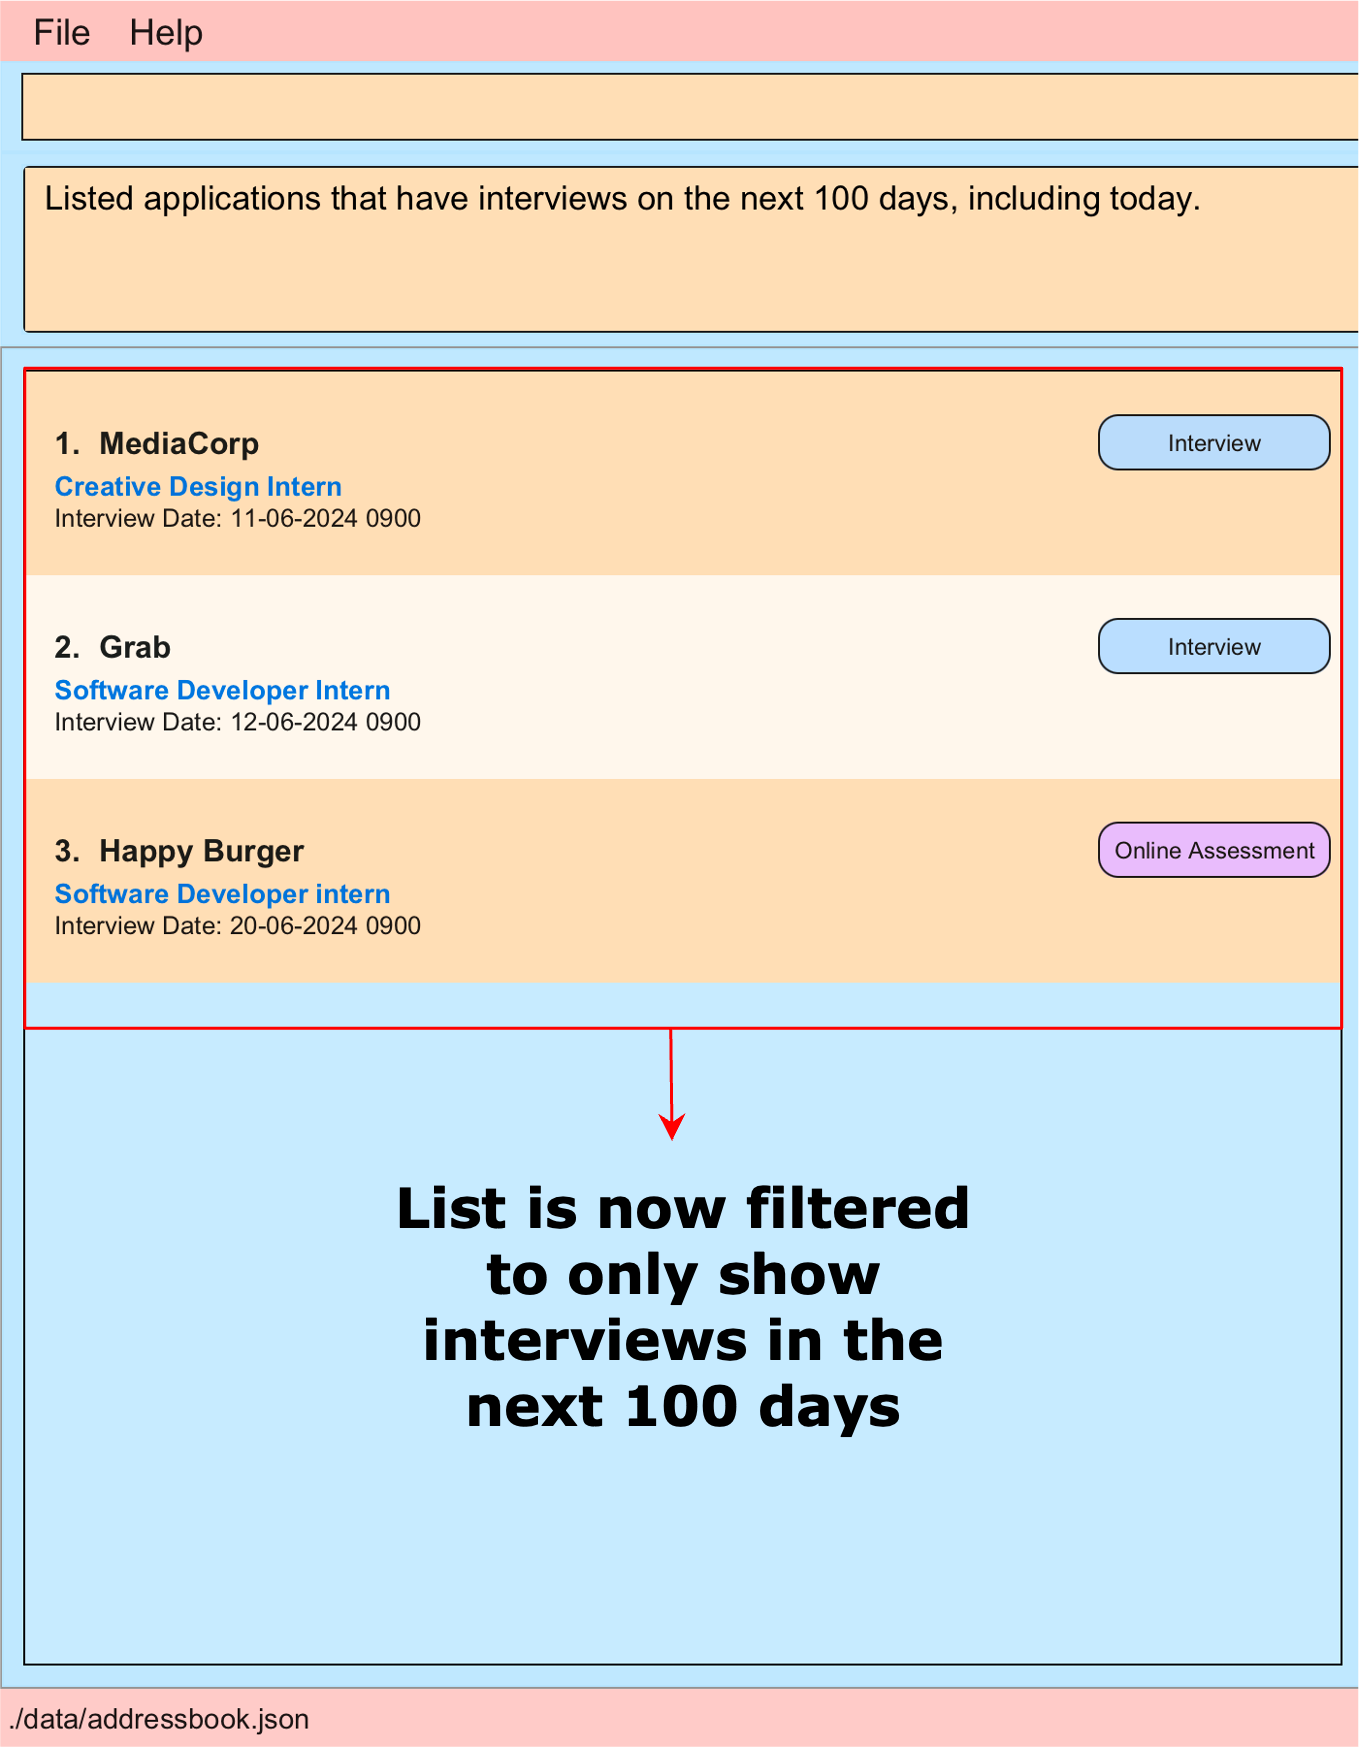 File Help
Listed applications that have interviews on the next 100 days, including today.
1. MediaCorp
Interview
Creative Design Intern
Interview Date: 11-06-2024 0900
2. Grab
Interview
Software Developer Intern
Interview Date: 12-06-2024 0900
3. Happy Burger
Online Assessment
Software Developer intern
Interview Date: 20-06-2024 0900
List is now filtered
to only show
interviews in the
next 100 days
./data/addressbook.json